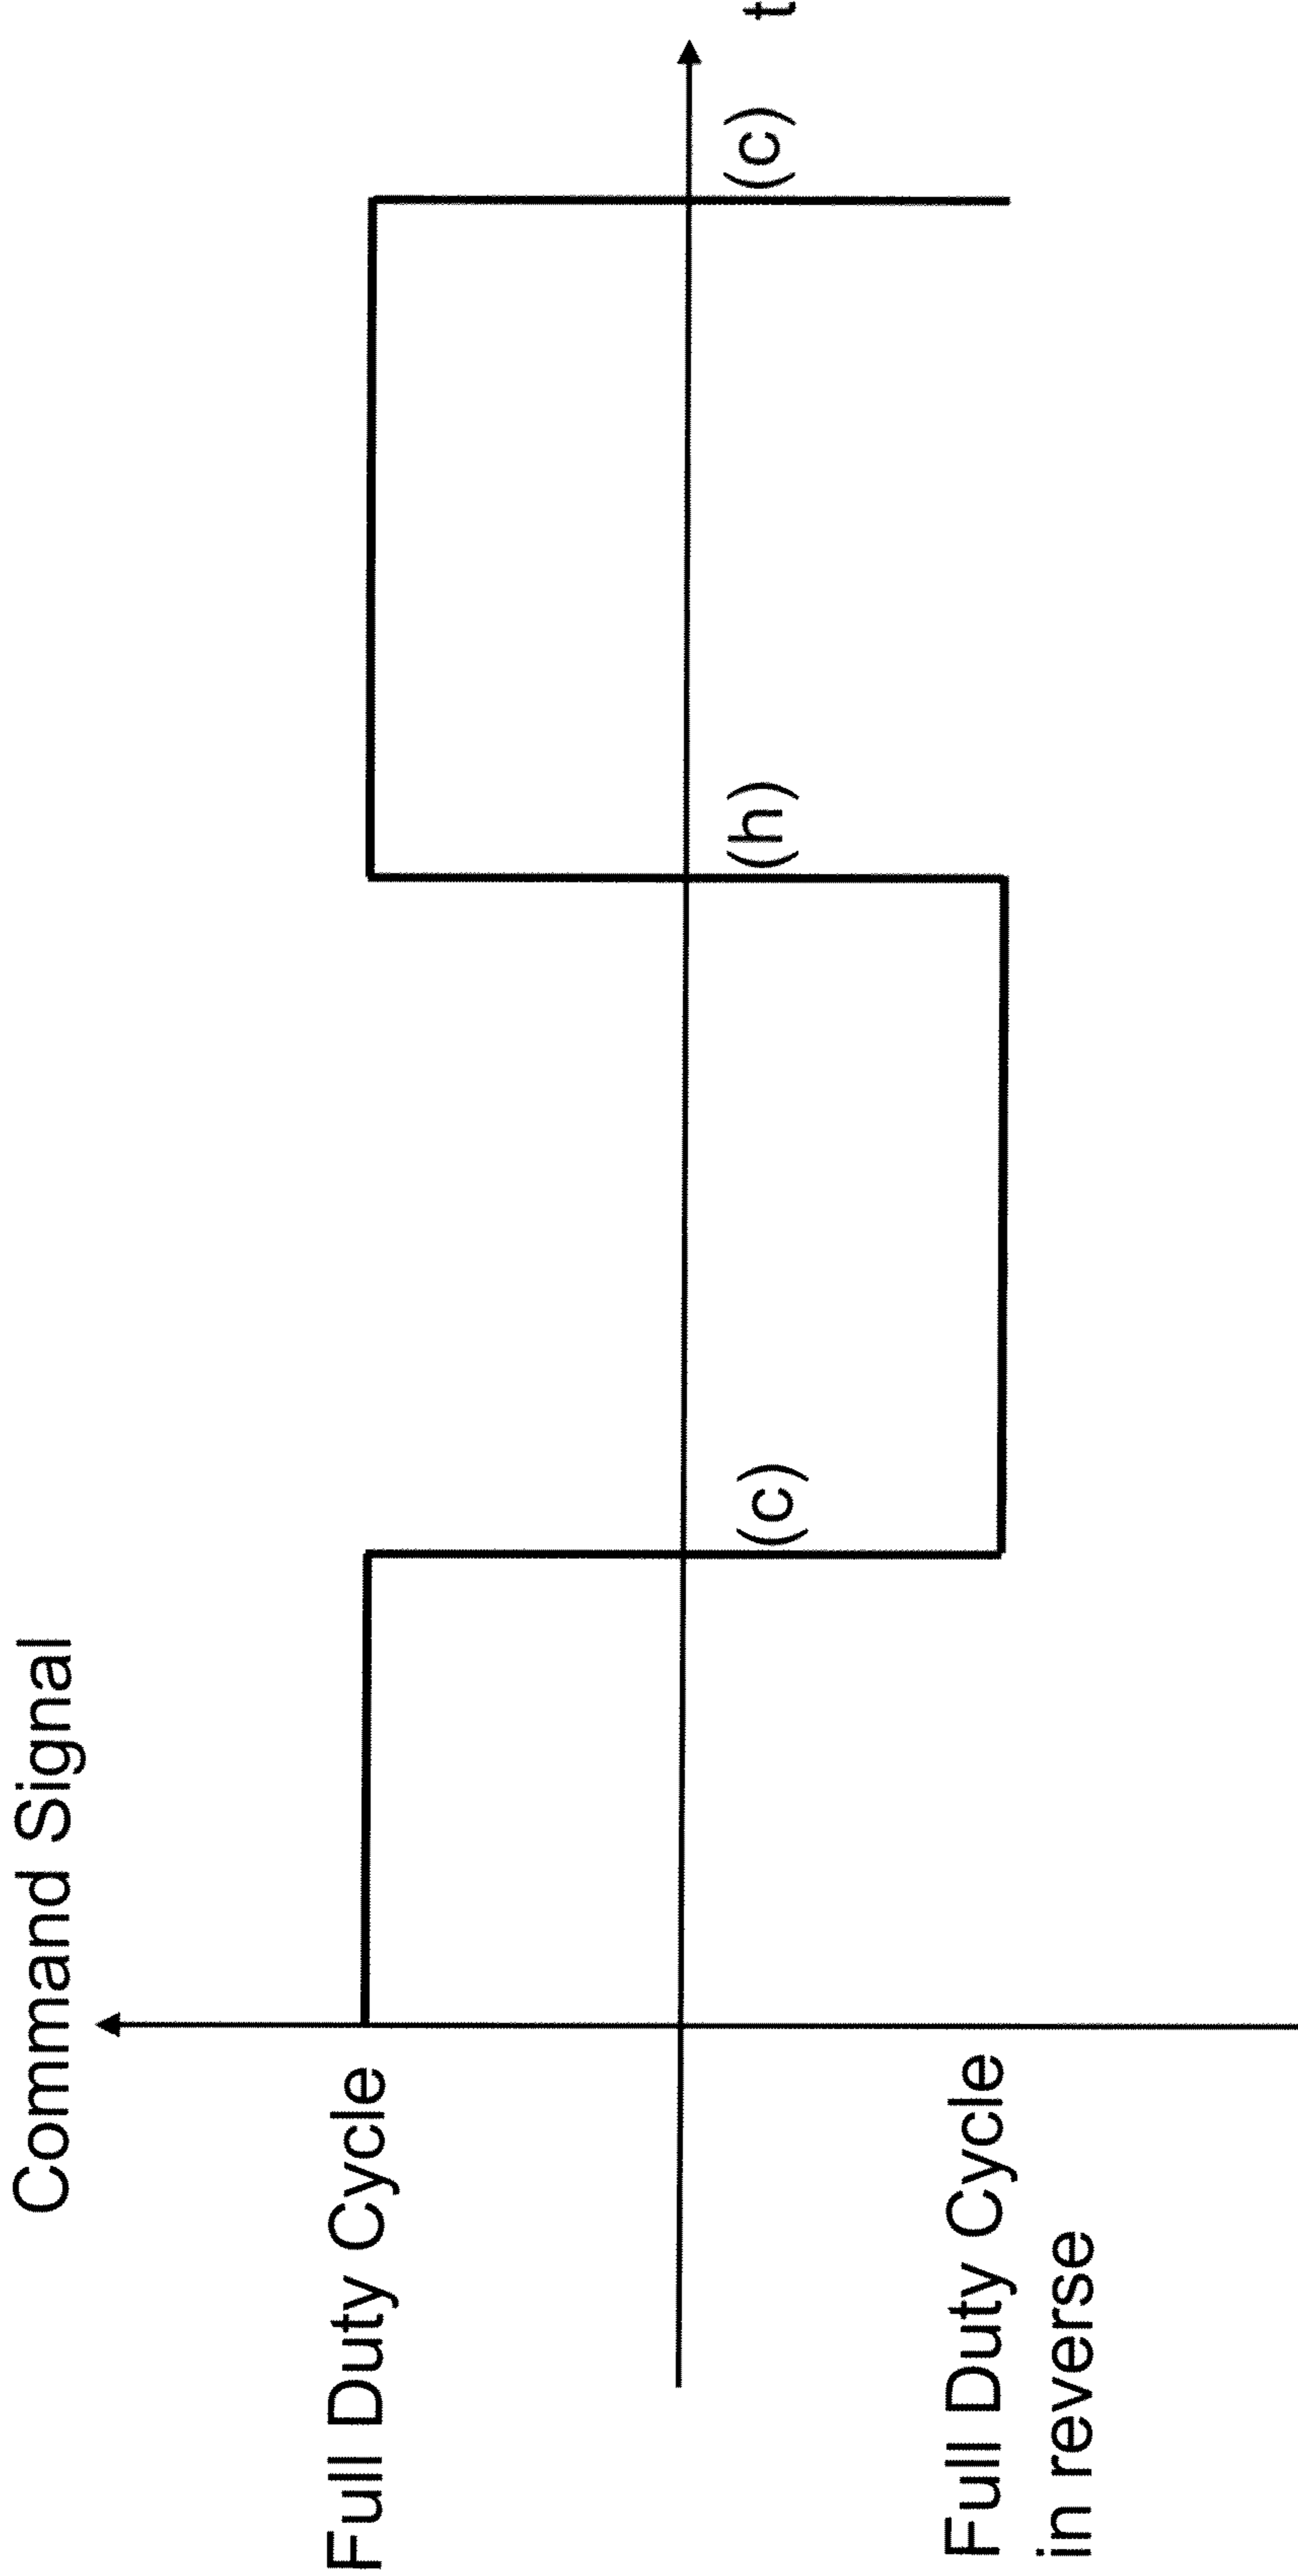 Command Signal
Full Duty Cycle
(c)
(h)
(c)
t
Full Duty Cycle
in reverse